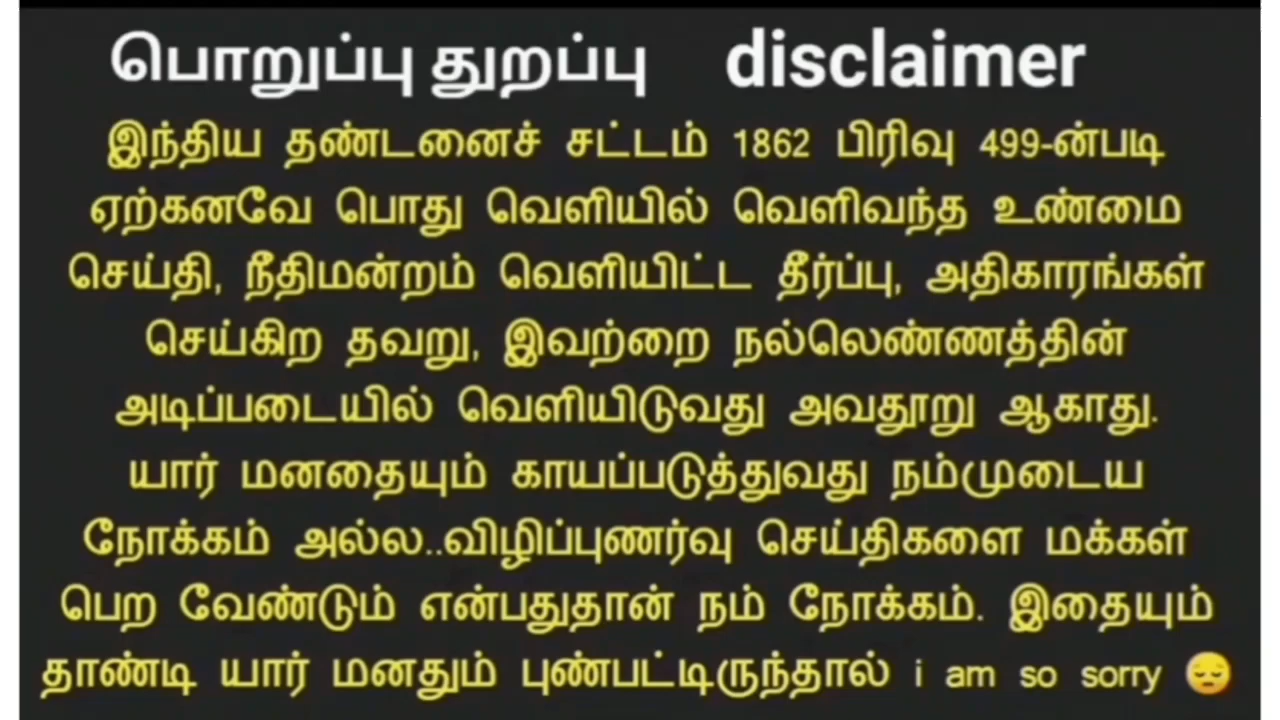 பொறுப்பு துறப்பு disclaimer
இந்திய தண்டனைச் சட்டம் 1862 பிரிவு 499-ன்படி
ஏற்கனவே பொது வெளியில் வெளிவந்த உண்மை
செய்தி, நீதிமன்றம் வெளியிட்ட தீர்ப்பு, அதிகாரங்கள்
செய்கிற தவறு, இவற்றை நல்லெண்ணத்தின்
அடிப்படையில் வெளியிடுவது அவதூறு ஆகாது.
யார் மனதையும் காயப்படுத்துவது நம்முடைய
நோக்கம் அல்ல..விழிப்புணர்வு செய்திகளை மக்கள்
பெற வேண்டும் என்பதுதான் நம் நோக்கம். இதையும்
தாண்டி யார் மனதும் புண்பட்டிருந்தால் i am so sorry 😔